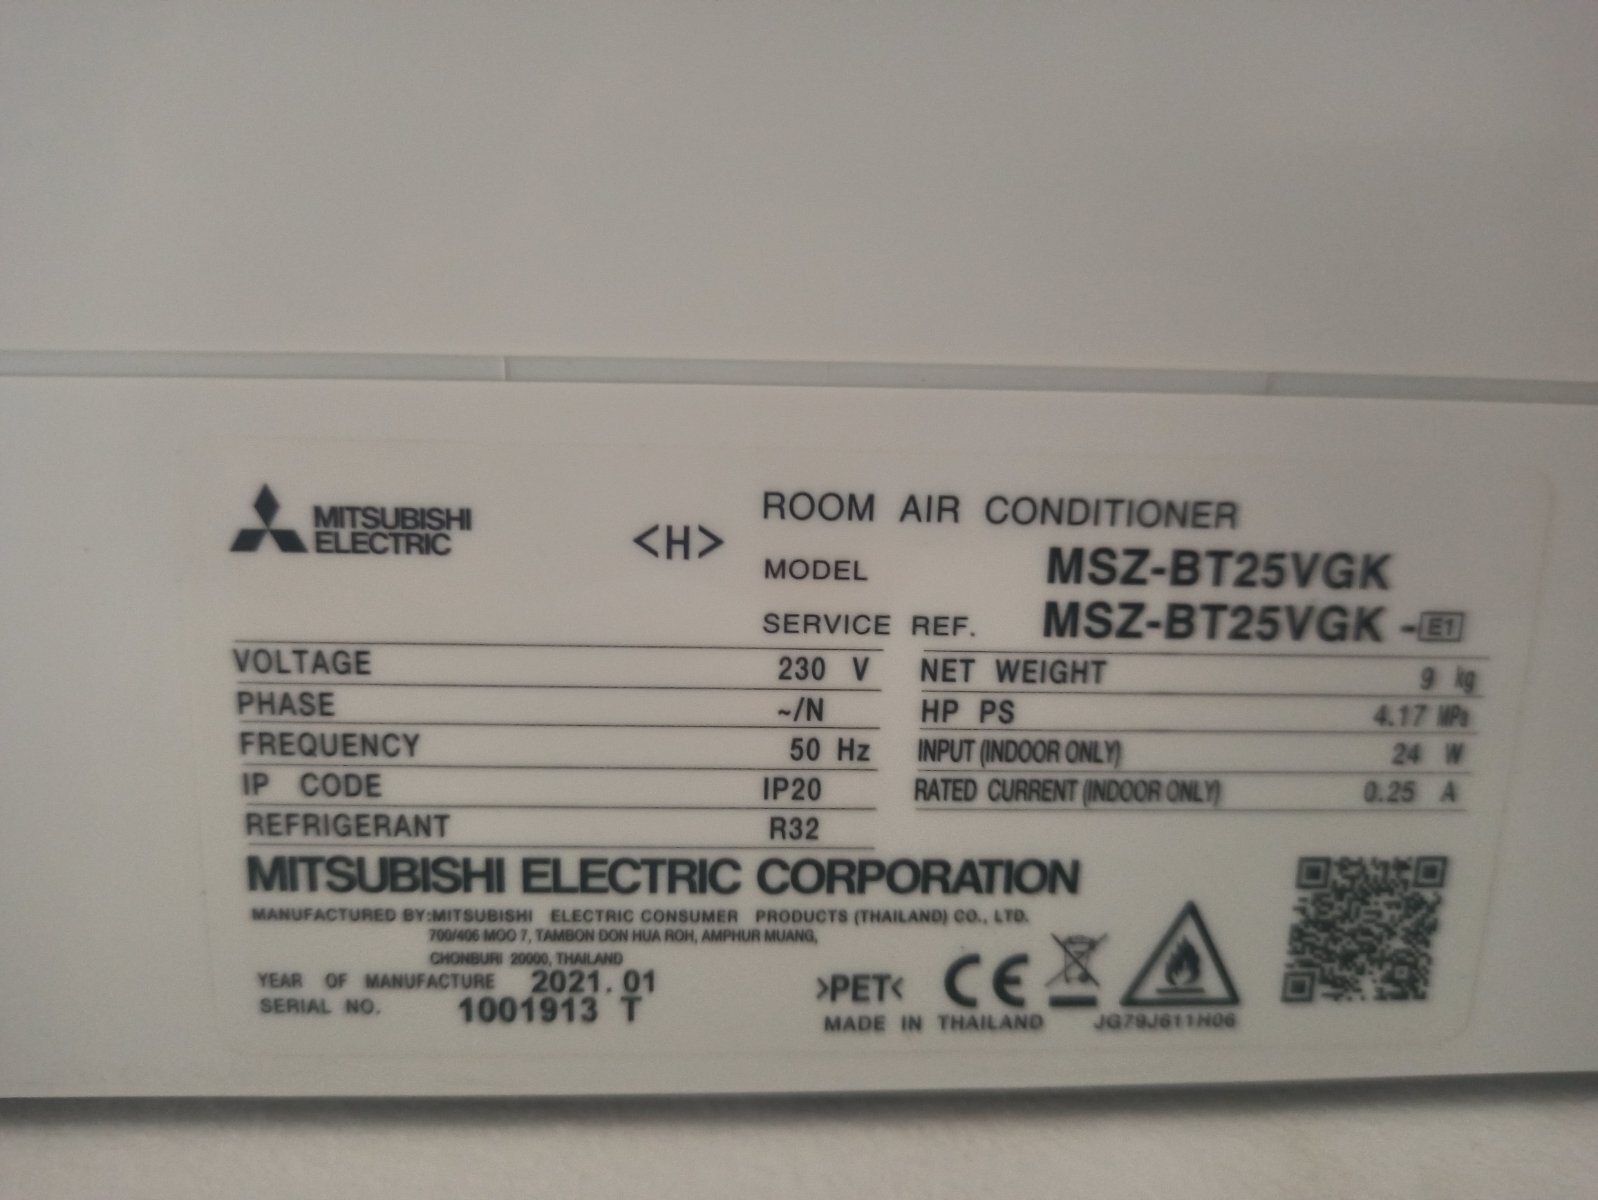 MITSUBISHI
ELECTRIC
<H>
ROOM AIR CONDITIONER
MODEL MSZ-BT25VGK
SERVICE REF. MSZ-BT25VGK -E1
VOLTAGE 230 V
PHASE ~/N
FREQUENCY 50 Hz
IP CODE IP20
REFRIGERANT R32
NET WEIGHT 9 kg
HP PS 4.17 MPa
INPUT (INDOOR ONLY) 24 W
RATED CURRENT (INDOOR ONLY) 0.25 A
MITSUBISHI ELECTRIC CORPORATION
MANUFACTURED BY:MITSUBISHI ELECTRIC CONSUMER PRODUCTS (THAILAND) CO., LTD.
700/406 MOO 7, TAMBON DON HUA ROH, AMPHUR MUANG,
CHONBURI 20000, THAILAND
YEAR OF MANUFACTURE 2021.01
SERIAL NO. 1001913 T
>PET< CE
MADE IN THAILAND JG79J611H06